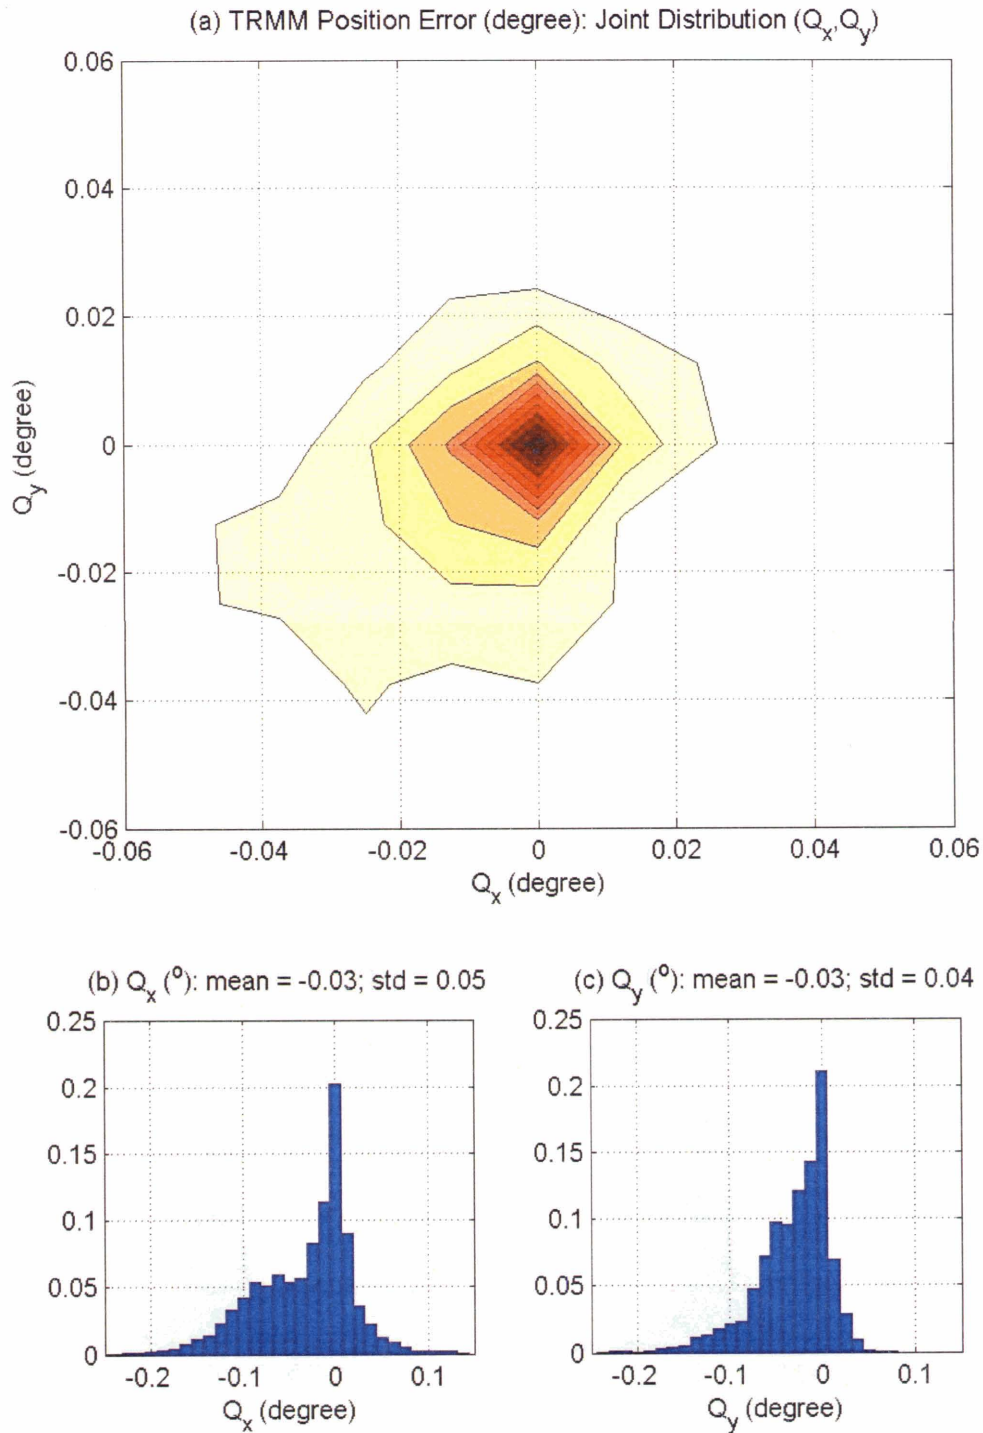 (a) TRMM Position Error (degree): Joint Distribution (Qx,Qy)
0.06
0.04
0.02
0
-0.02
-0.04
-0.06
Qy (degree)
-0.06 -0.04 -0.02 0 0.02 0.04 0.06
Qx (degree)
(b) Qx (o): mean = -0.03; std = 0.05
0.25
0.2
0.15
0.1
0.05
0
-0.2 -0.1 0 0.1
Qx (degree)
(c) Qy (o): mean = -0.03; std = 0.04
0.25
0.2
0.15
0.1
0.05
0
-0.2 -0.1 0 0.1
Qy (degree)